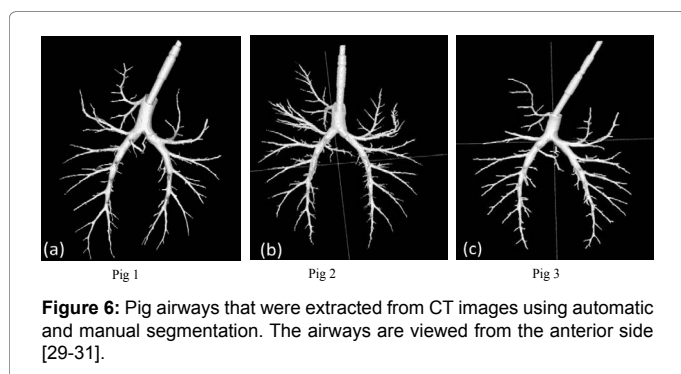 (a)
(b)
(c)
Pig 1
Pig 2
Pig 3
Figure 6: Pig airways that were extracted from CT images using automatic
and manual segmentation. The airways are viewed from the anterior side
[29-31].